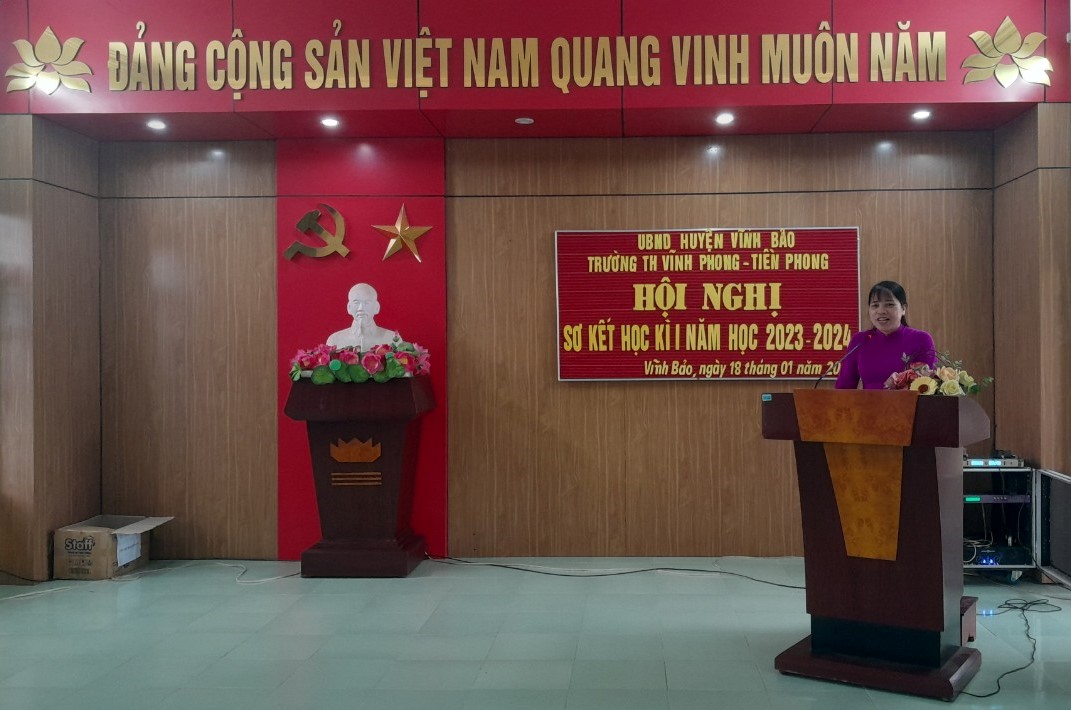 ĐẢNG CỘNG SẢN VIỆT NAM QUANG VINH MUÔN NĂM
UBND HUYỆN VĨNH BẢO
TRƯỜNG TH VĨNH PHONG - TIỀN PHONG
HỘI NGHỊ
SƠ KẾT HỌC KÌ I NĂM HỌC 2023-2024
Vĩnh Bảo, ngày 18 tháng 01 năm 20
Staff